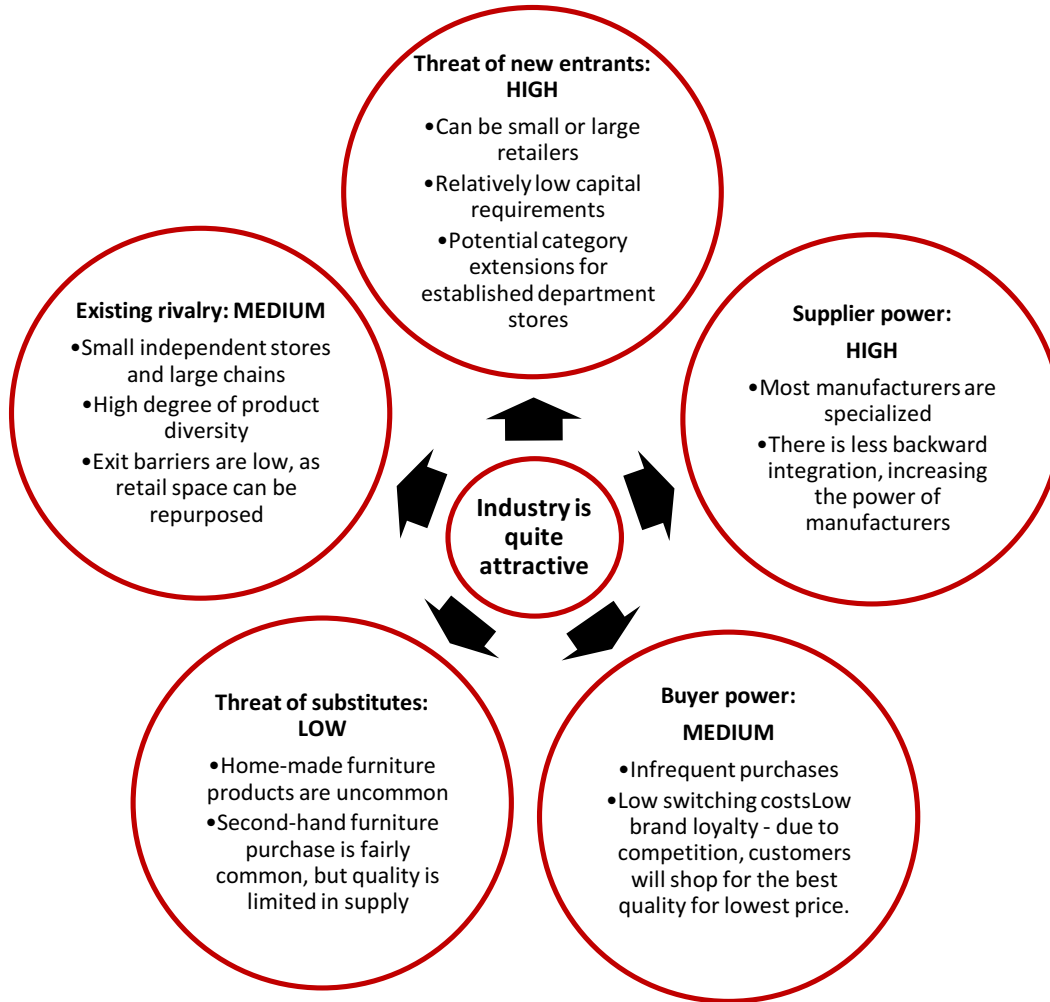 Threat of new entrants:
HIGH
•Can be small or large
retailers
•Relatively low capital
requirements
•Potential category
extensions for
established department
stores
Existing rivalry: MEDIUM
•Small independent stores
and large chains
•High degree of product
diversity
•Exit barriers are low, as
retail space can be
repurposed
Supplier power:
HIGH
•Most manufacturers are
specialized
•There is less backward
integration, increasing
the power of
manufacturers
Industry is
quite
attractive
Threat of substitutes:
LOW
•Home-made furniture
products are uncommon
•Second-hand furniture
purchase is fairly
common, but quality is
limited in supply
Buyer power:
MEDIUM
•Infrequent purchases
•Low switching costsLow
brand loyalty - due to
competition, customers
will shop for the best
quality for lowest price.